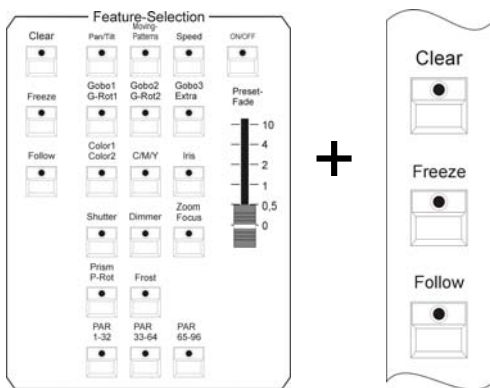 Feature-Selection
Clear
Pan/Tilt
Moving-
Patterns
Speed
ON/OFF
Freeze
Gobo1
G-Rot1
Gobo2
G-Rot2
Gobo3
Extra
Preset-
Fade
10
4
2
1
0,5
0
Follow
Color1
Color2
C/M/Y
Iris
Shutter
Dimmer
Zoom
Focus
Prism
P-Rot
Frost
PAR
1-32
PAR
33-64
PAR
65-96
+
Clear
Freeze
Follow